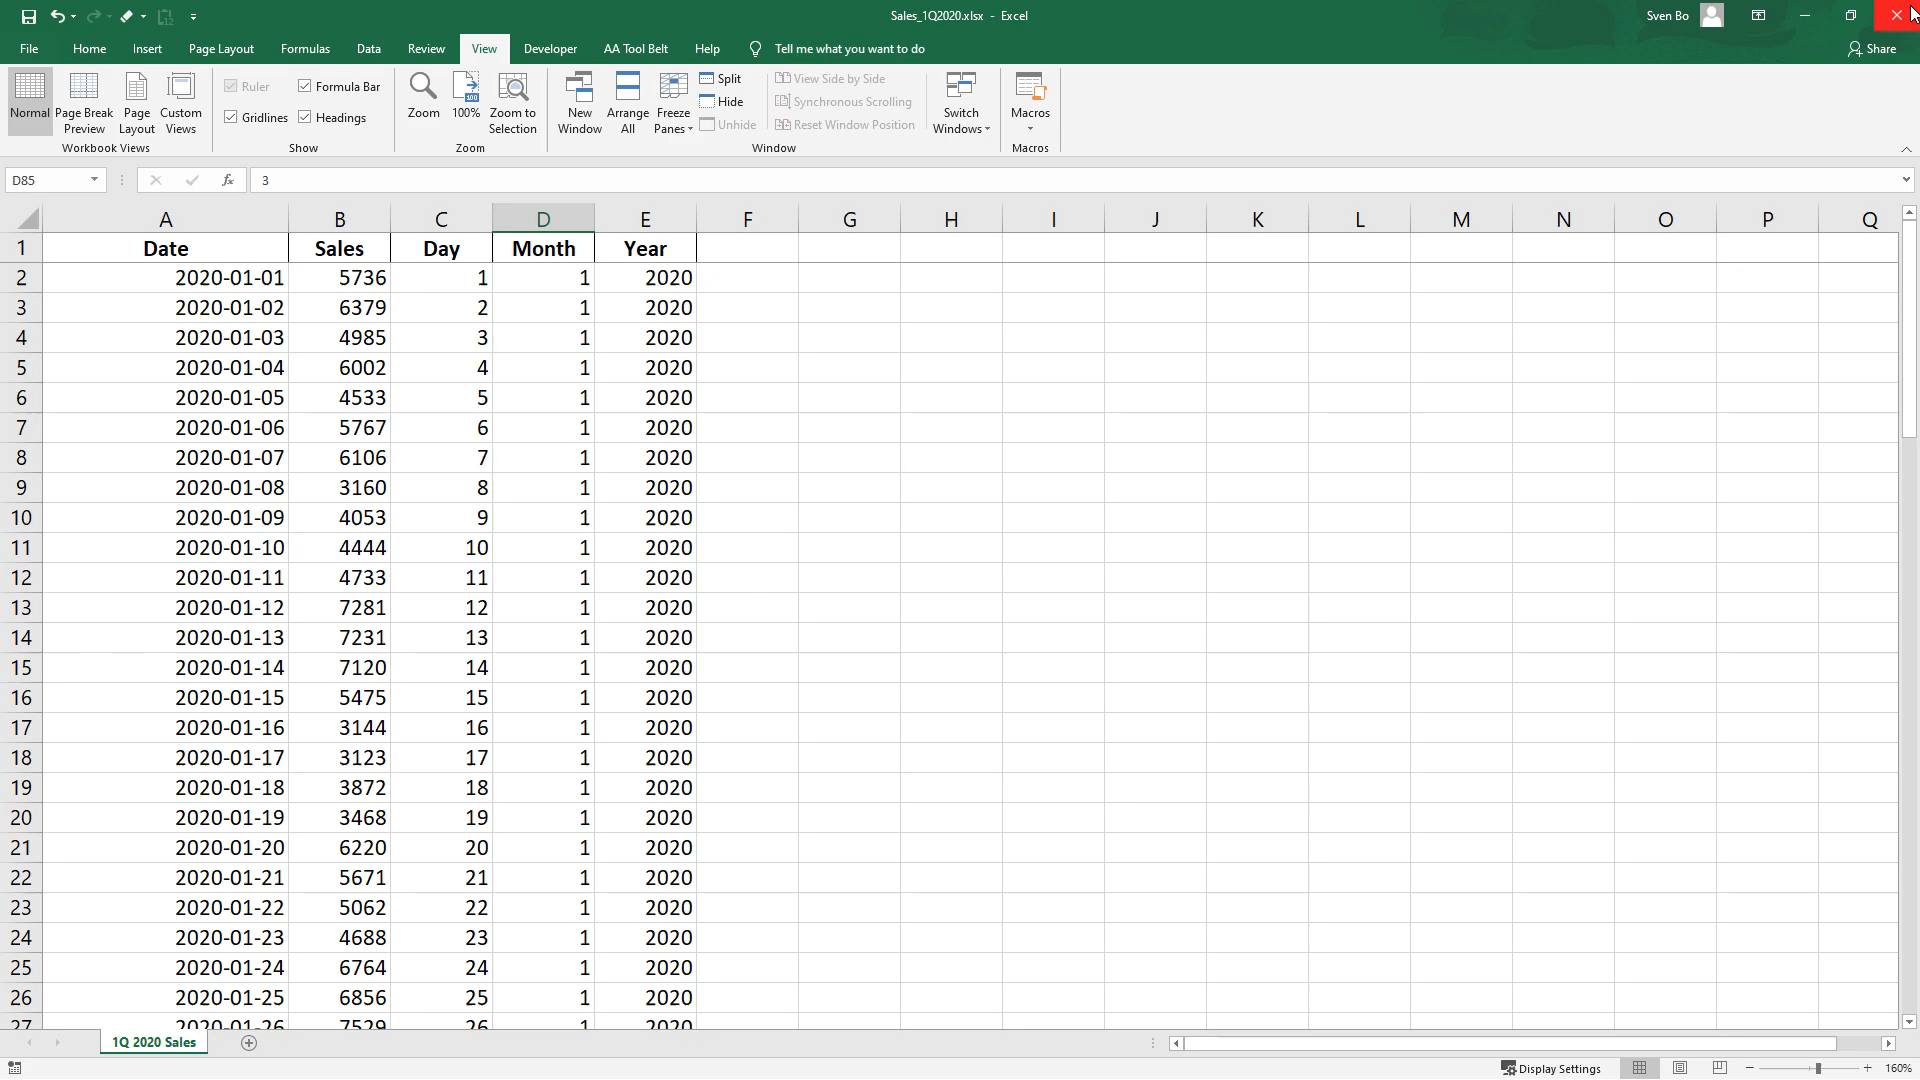 Sales_1Q2020.xlsx - Excel
Sven Bo
File Home Insert Page Layout Formulas Data Review View Developer AA Tool Belt Help Tell me what you want to do Share
Normal Page Break Preview Page Layout Custom Views
Workbook Views
Ruler Formula Bar
Gridlines Headings
Show
Zoom 100% Zoom to Selection
Zoom
New Window Arrange All Freeze Panes
Split
Hide
Unhide
View Side by Side
Synchronous Scrolling
Reset Window Position
Switch Windows
Window
Macros
Macros
D85 fx 3
A B C D E F G H I J K L M N O P Q
1 Date Sales Day Month Year
2 2020-01-01 5736 1 1 2020
3 2020-01-02 6379 2 1 2020
4 2020-01-03 4985 3 1 2020
5 2020-01-04 6002 4 1 2020
6 2020-01-05 4533 5 1 2020
7 2020-01-06 5767 6 1 2020
8 2020-01-07 6106 7 1 2020
9 2020-01-08 3160 8 1 2020
10 2020-01-09 4053 9 1 2020
11 2020-01-10 4444 10 1 2020
12 2020-01-11 4733 11 1 2020
13 2020-01-12 7281 12 1 2020
14 2020-01-13 7231 13 1 2020
15 2020-01-14 7120 14 1 2020
16 2020-01-15 5475 15 1 2020
17 2020-01-16 3144 16 1 2020
18 2020-01-17 3123 17 1 2020
19 2020-01-18 3872 18 1 2020
20 2020-01-19 3468 19 1 2020
21 2020-01-20 6220 20 1 2020
22 2020-01-21 5671 21 1 2020
23 2020-01-22 5062 22 1 2020
24 2020-01-23 4688 23 1 2020
25 2020-01-24 6764 24 1 2020
26 2020-01-25 6856 25 1 2020
27 2020-01-26 7529 26 1 2020
1Q 2020 Sales
Display Settings 160%